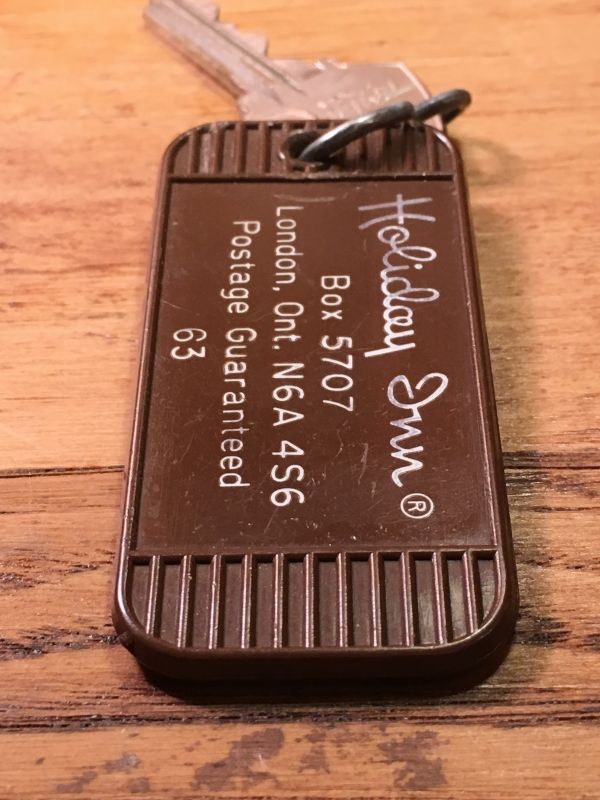 Holiday Inn®
Box 5707
London, Ont. N6A 4S6
Postage Guaranteed
63